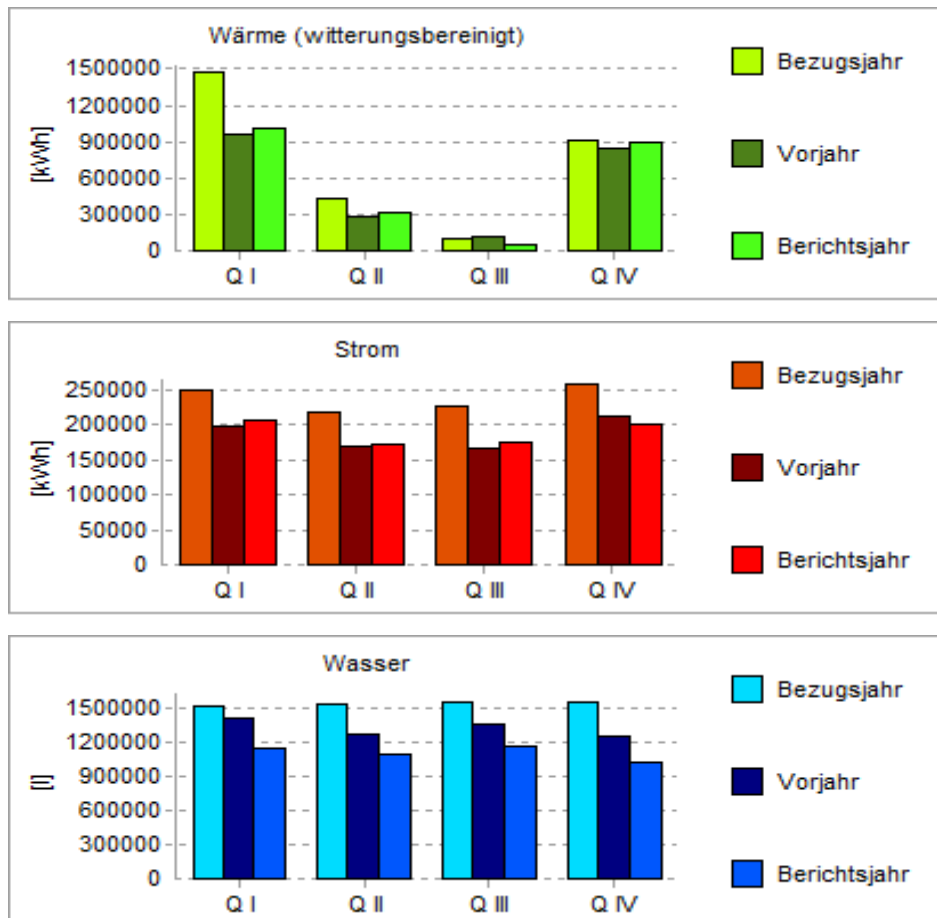 Wärme (witterungsbereinigt)
[kWh]
1500000
1200000
900000
600000
300000
0
Q I
Q II
Q III
Q IV
Bezugsjahr
Vorjahr
Berichtsjahr
Strom
[kWh]
250000
200000
150000
100000
50000
0
Q I
Q II
Q III
Q IV
Bezugsjahr
Vorjahr
Berichtsjahr
Wasser
[l]
1500000
1200000
900000
600000
300000
0
Q I
Q II
Q III
Q IV
Bezugsjahr
Vorjahr
Berichtsjahr